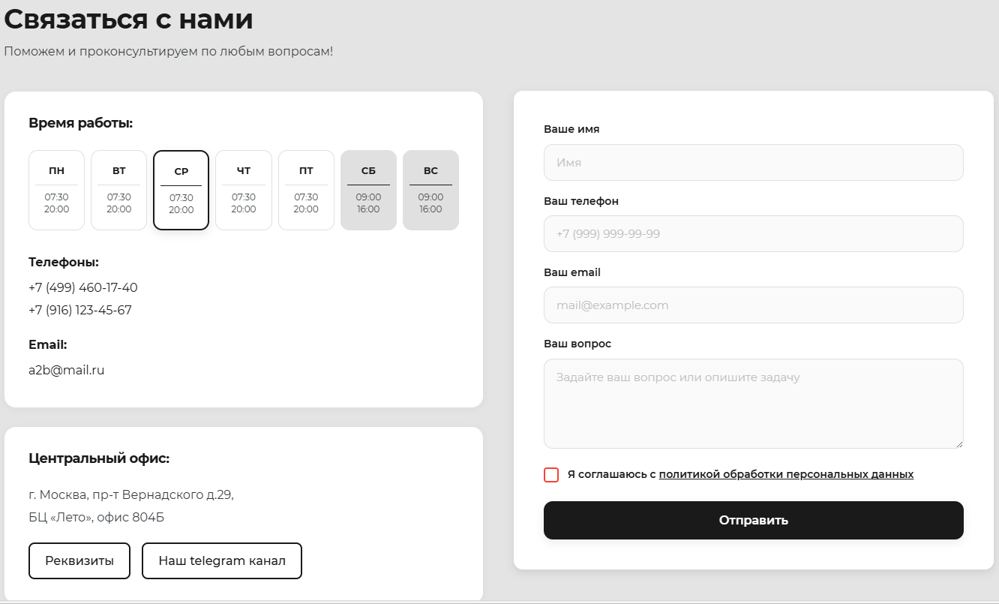 Связаться с нами
Поможем и проконсультируем по любым вопросам!
Время работы:
ПН ВТ СР ЧТ ПТ СБ ВС
07:30 07:30 07:30 07:30 07:30 09:00 09:00
20:00 20:00 20:00 20:00 20:00 16:00 16:00
Телефоны:
+7 (499) 460-17-40
+7 (916) 123-45-67
Email:
a2b@mail.ru
Центральный офис:
г. Москва, пр-т Вернадского д.29,
БЦ «Лето», офис 804Б
Реквизиты
Наш telegram канал
Ваше имя
Имя
Ваш телефон
+7 (999) 999-99-99
Ваш email
mail@example.com
Ваш вопрос
Задайте ваш вопрос или опишите задачу
Я соглашаюсь с политикой обработки персональных данных
Отправить